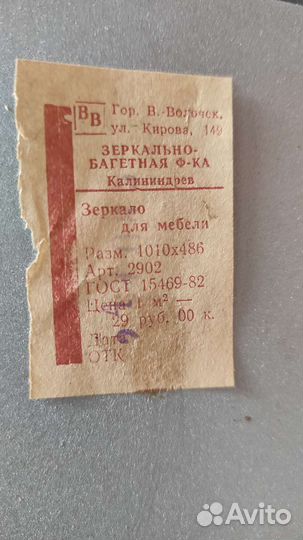 ВВ Гор. В.-Волочек,
ул. Кирова, 149
ЗЕРКАЛЬНО-
БАГЕТНАЯ Ф-КА
Калининдрев
Зеркало
для мебели
Разм. 1010х486
Арт. 2902
ГОСТ 15469-82
Цена 1 м² —
29 руб. 00 к.
Дата
ОТК
Avito